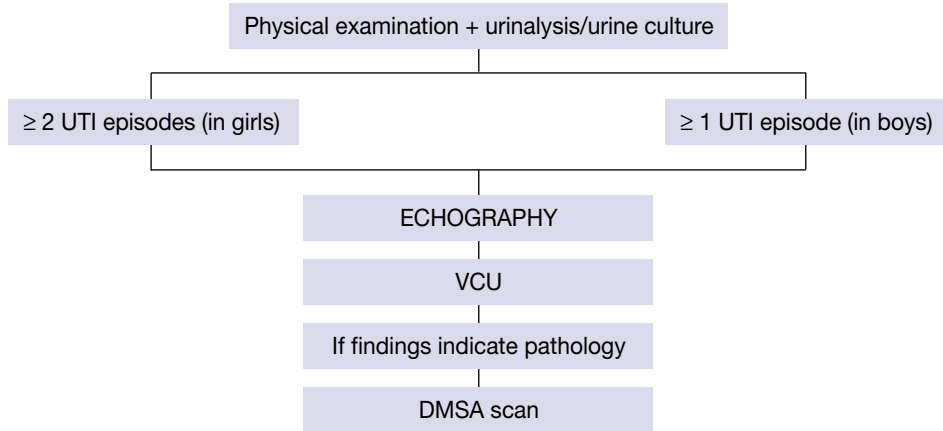 Physical examination + urinalysis/urine culture
≥ 2 UTI episodes (in girls)
≥ 1 UTI episode (in boys)
ECHOGRAPHY
VCU
If findings indicate pathology
DMSA scan